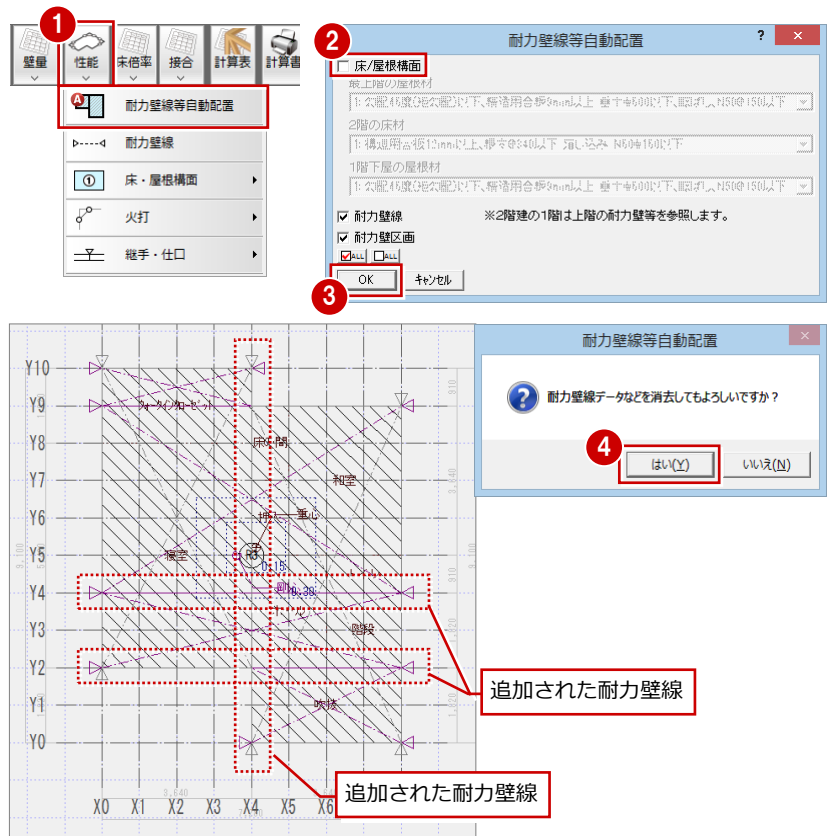 1
壁量 性能 床倍率 接合 計算表 計算書
耐力壁線等自動配置
耐力壁線
床・屋根構面
火打
継手・仕口
2
耐力壁線等自動配置
? ×
床/屋根構面
最上階の屋根材
2階の床材
1階下屋の屋根材
耐力壁線
※2階建の1階は上階の耐力壁等を参照します。
耐力壁区画
ALL ALL
3
OK キャンセル
耐力壁線等自動配置
耐力壁線データなどを消去してもよろしいですか？
4
はい(Y) いいえ(N)
Y10
Y9
ウォークインクローゼット
Y8
Y7
和室
Y6
重心
Y5
寝室
Y4
Y3
階段
Y2
Y1
吹抜
Y0
X0 X1 X2 X3 X4 X5 X6
3,640
910
910
追加された耐力壁線
追加された耐力壁線